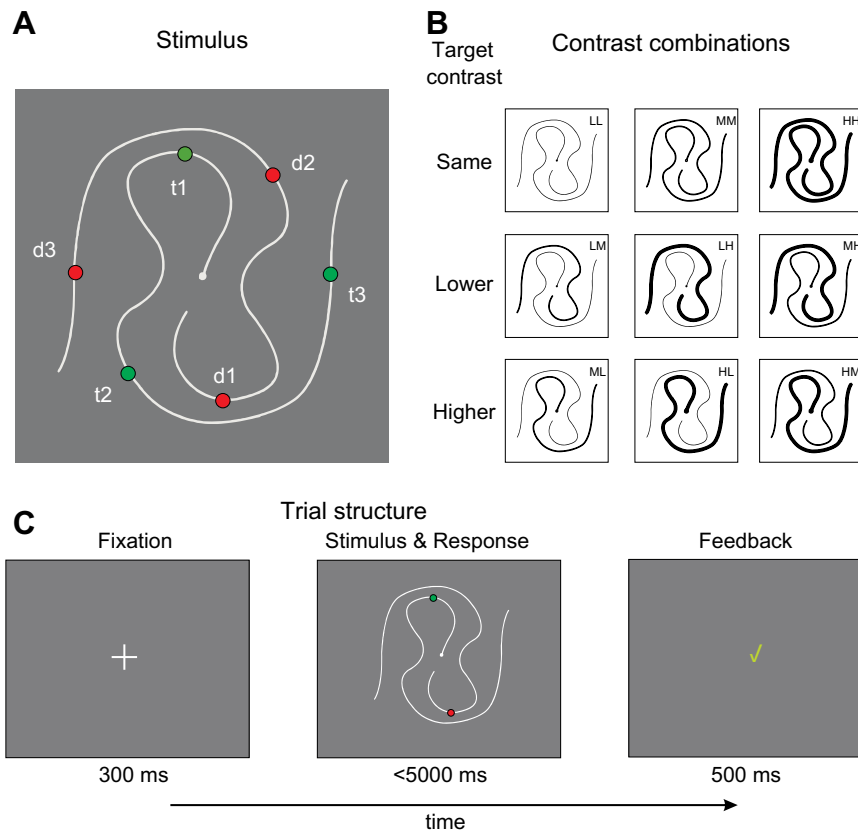 A
Stimulus
d2
t1
d3
t3
t2
d1
B
Target
contrast
Contrast combinations
Same
LL
MM
HH
Lower
LM
LH
MH
Higher
ML
HL
HM
C
Trial structure
Fixation
Stimulus & Response
Feedback
√
300 ms
<5000 ms
500 ms
time